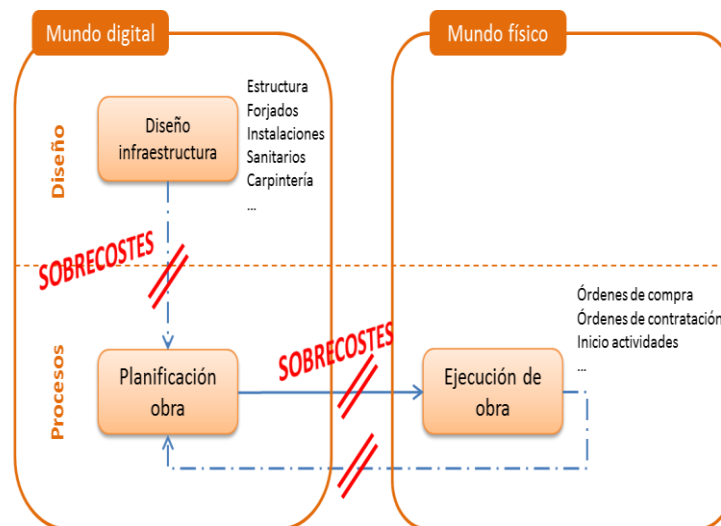 Mundo digital
Mundo físico
Diseño
Diseño
infraestructura
Estructura
Forjados
Instalaciones
Sanitarios
Carpintería
...
SOBRECOSTES
Procesos
Planificación
obra
SOBRECOSTES
Ejecución de
obra
Órdenes de compra
Órdenes de contratación
Inicio actividades
...